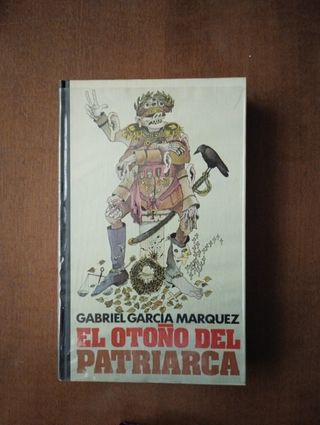 GABRIEL GARCIA MARQUEZ
EL OTOÑO DEL
PATRIARCA